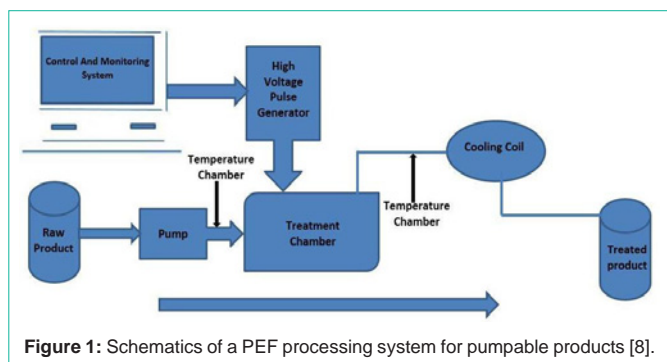 Control And Monitoring
System
High
Voltage
Pulse
Generator
Temperature
Chamber
Cooling Coil
Raw
Product
Pump
Treatment
Chamber
Temperature
Chamber
Treated
product
Figure 1: Schematics of a PEF processing system for pumpable products [8].